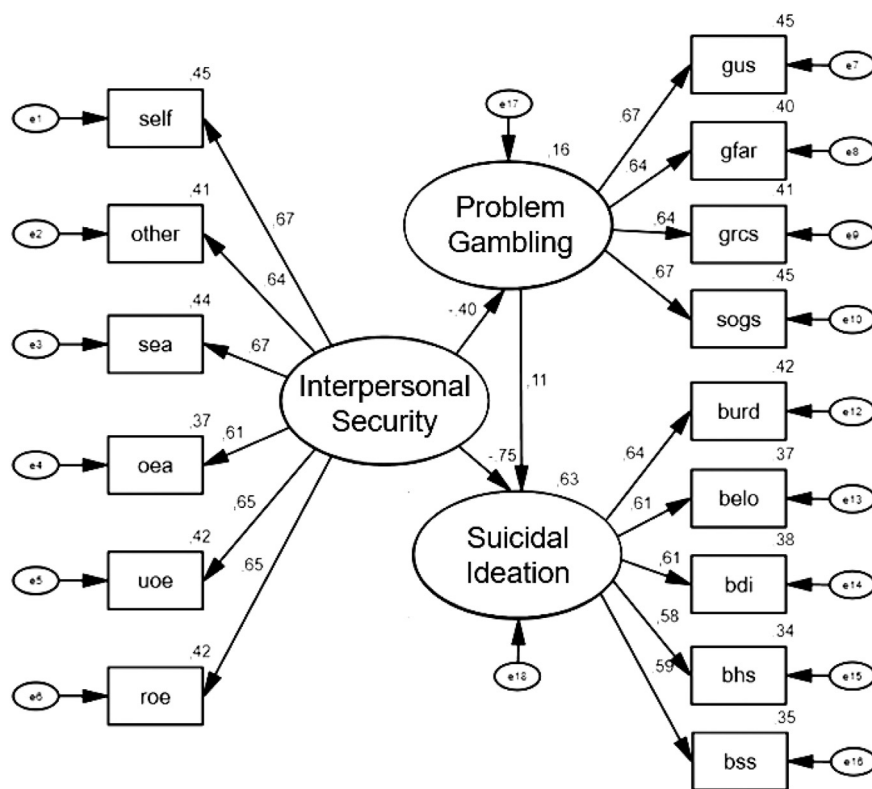 ,45
e1
self
,67
,41
e2
other
,64
,44
e3
sea
,67
,37
e4
oea
,61
,42
e5
uoe
,65
,42
e6
roe
,65
Interpersonal
Security
-,40
-,75
e17
,16
Problem
Gambling
,11
,63
Suicidal
Ideation
e18
,67
,45
gus
e7
,64
,40
gfar
e8
,64
,41
grcs
e9
,67
,45
sogs
e10
,64
,42
burd
e12
,61
,37
belo
e13
,61
,38
bdi
e14
,58
,34
bhs
e15
,59
,35
bss
e16